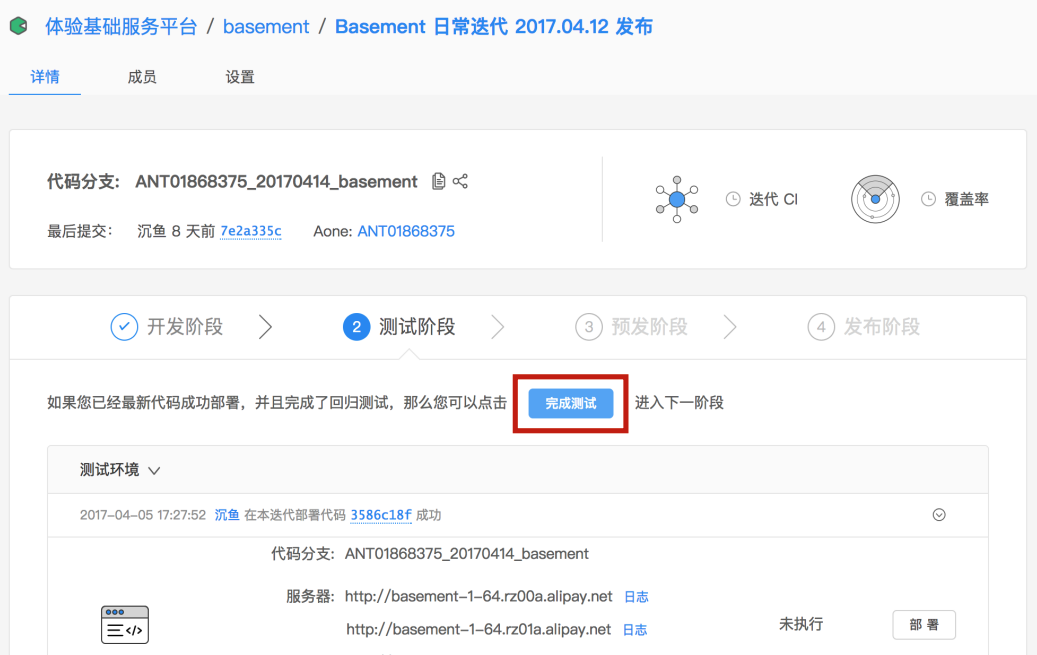 体验基础服务平台 / basement / Basement 日常迭代 2017.04.12 发布
详情 成员 设置
代码分支: ANT01868375_20170414_basement
最后提交: 沉鱼 8 天前 7e2a335c Aone: ANT01868375
迭代 CI 覆盖率
开发阶段 2 测试阶段 3 预发阶段 4 发布阶段
如果您已经最新代码成功部署，并且完成了回归测试，那么您可以点击 完成测试 进入下一阶段
测试环境
2017-04-05 17:27:52 沉鱼 在本迭代部署代码 3586c18f 成功
代码分支: ANT01868375_20170414_basement
服务器: http://basement-1-64.rz00a.alipay.net 日志
http://basement-1-64.rz01a.alipay.net 日志
未执行 部 署